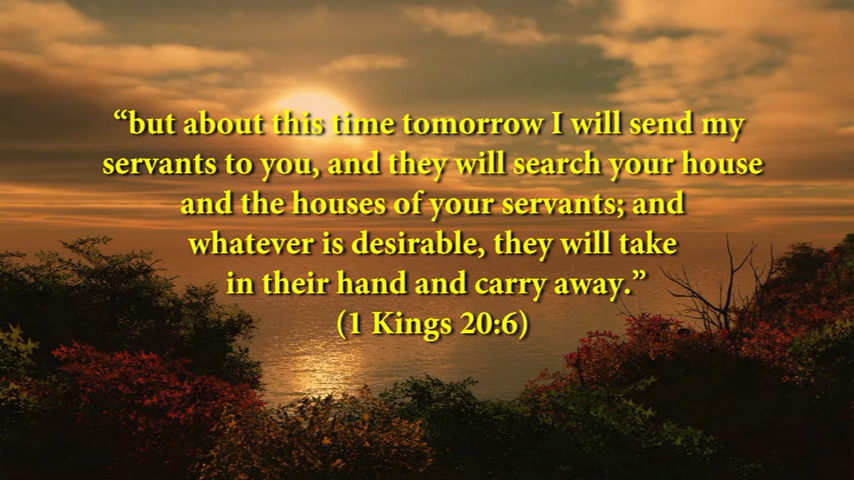 “but about this time tomorrow I will send my
servants to you, and they will search your house
and the houses of your servants; and
whatever is desirable, they will take
in their hand and carry away.”
(1 Kings 20:6)